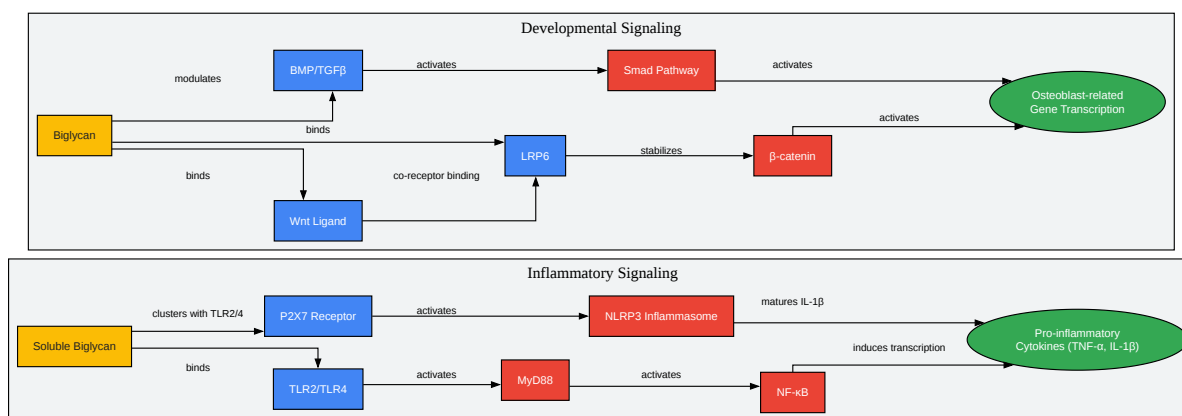 Developmental Signaling
BMP/TGFβ
activates
Smad Pathway
activates
modulates
Osteoblast-related
Gene Transcription
Biglycan
binds
activates
LRP6
stabilizes
β-catenin
binds
co-receptor binding
Wnt Ligand
Inflammatory Signaling
clusters with TLR2/4
P2X7 Receptor
activates
NLRP3 Inflammasome
matures IL-1β
Soluble Biglycan
Pro-inflammatory
Cytokines (TNF-α, IL-1β)
binds
induces transcription
TLR2/TLR4
activates
MyD88
activates
NF-κB